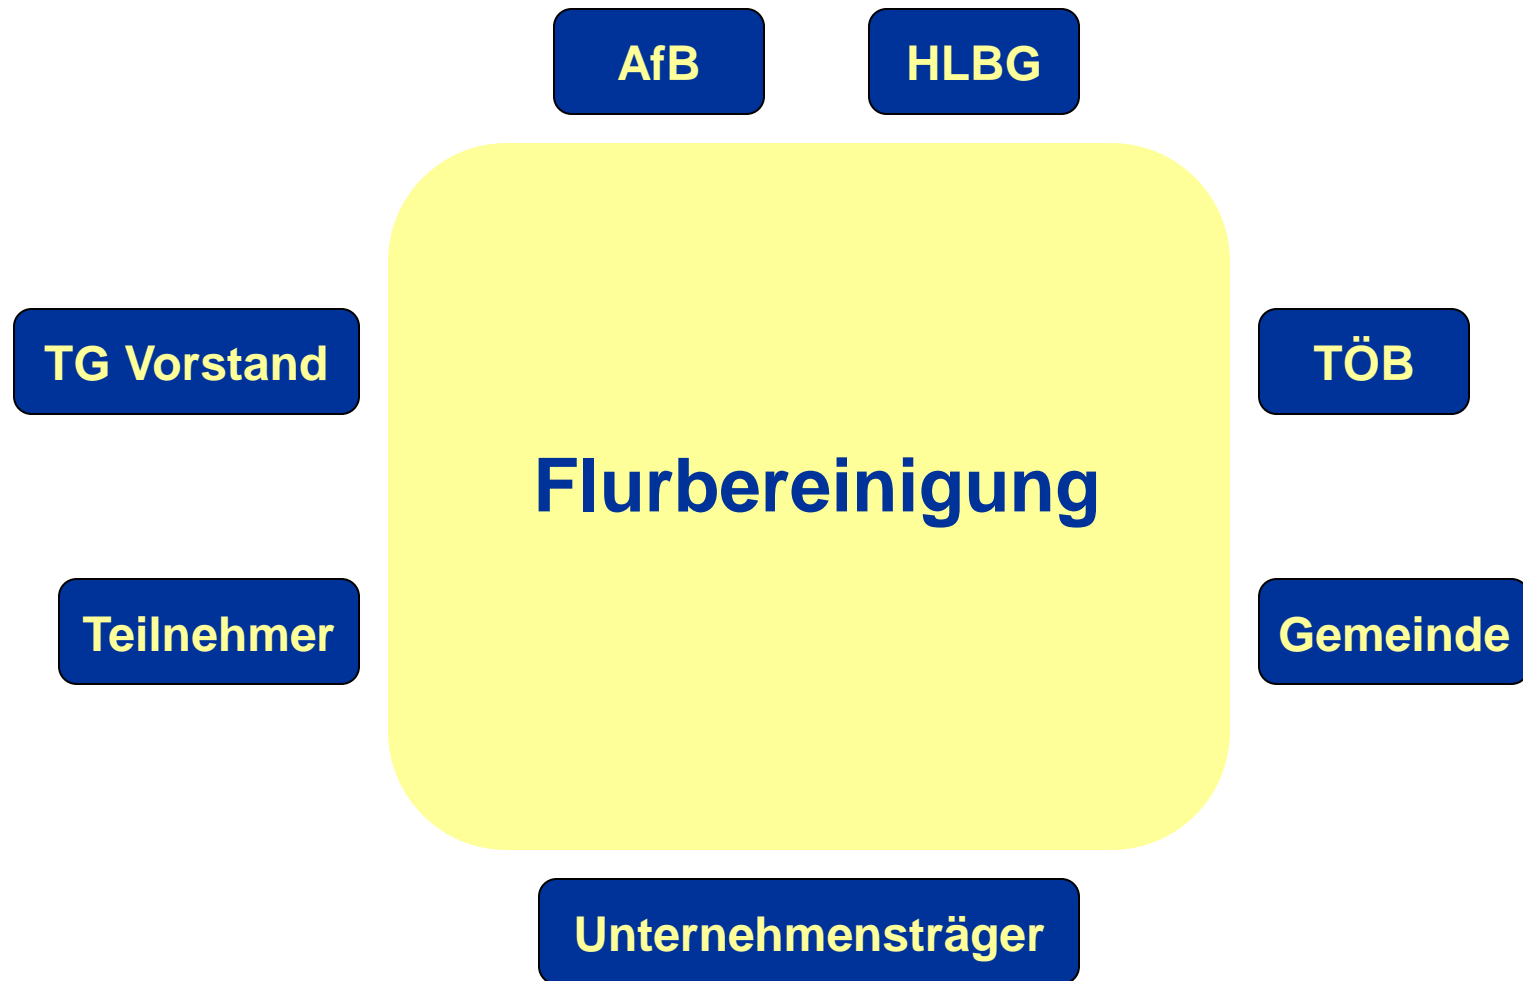 AfB
HLBG
TG Vorstand
TÖB
Flurbereinigung
Teilnehmer
Gemeinde
Unternehmensträger